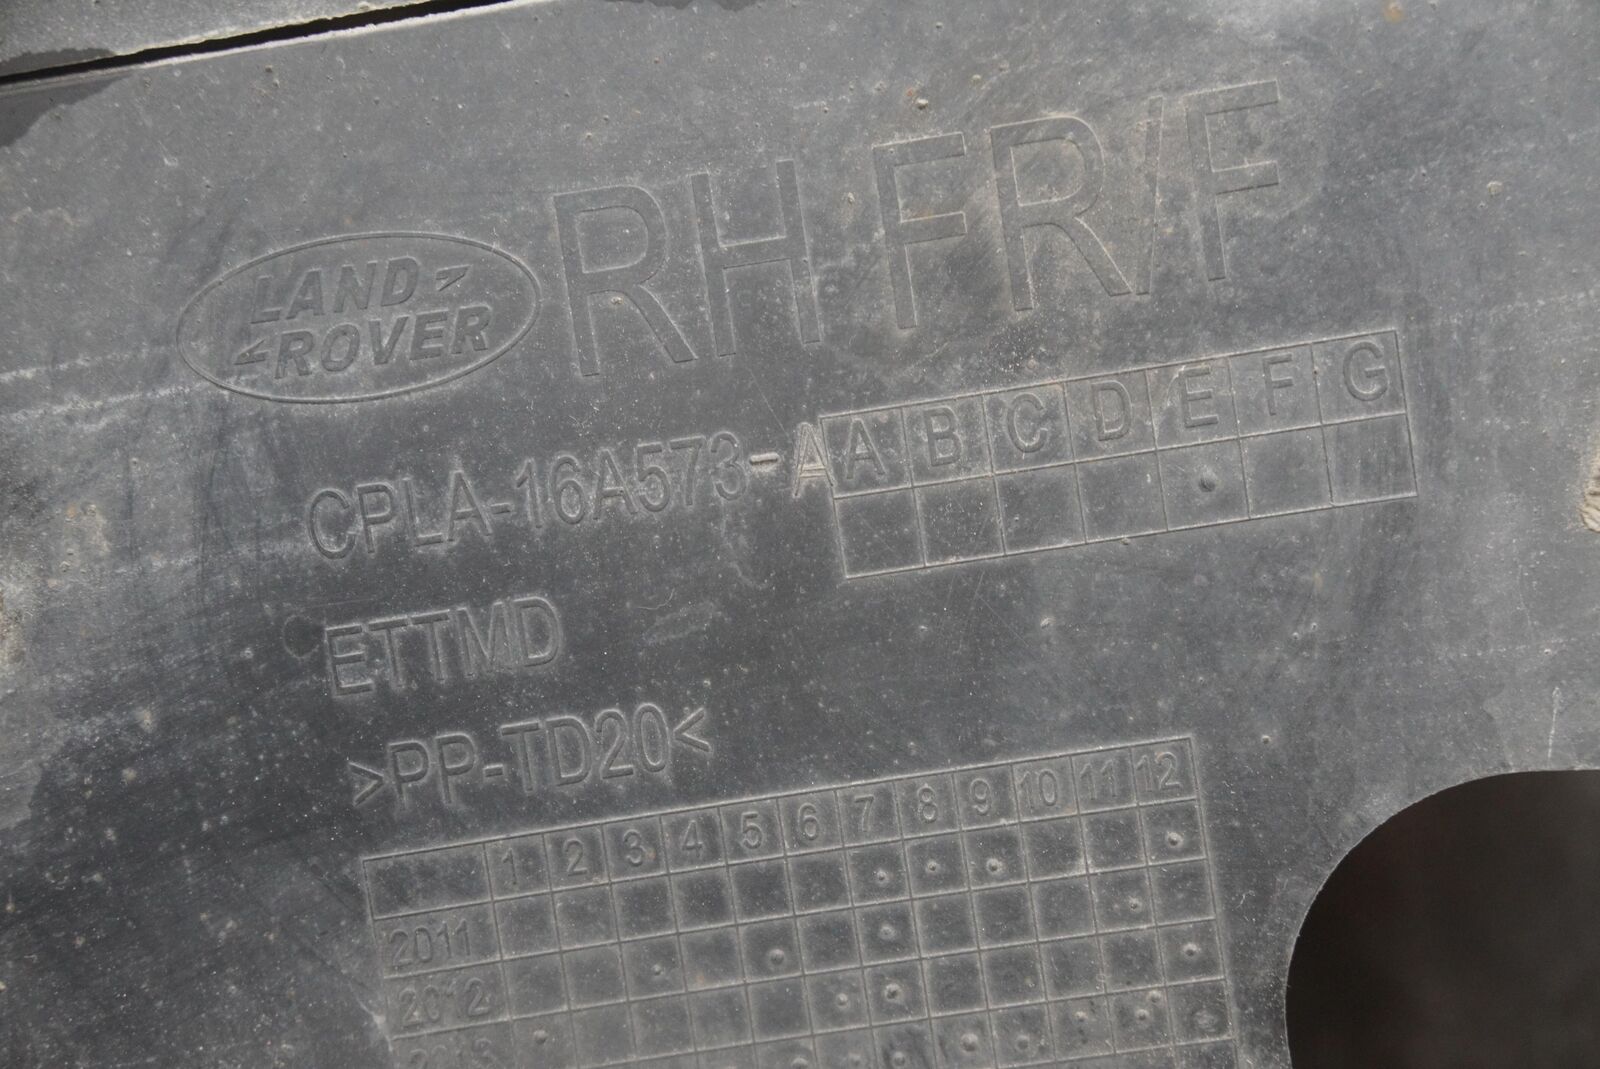 LAND
ROVER
RH FR/F
CPLA-16A573-A
A B C D E F G
ETTMD
>PP-TD20<
1 2 3 4 5 6 7 8 9 10 11 12
2011
2012
2013